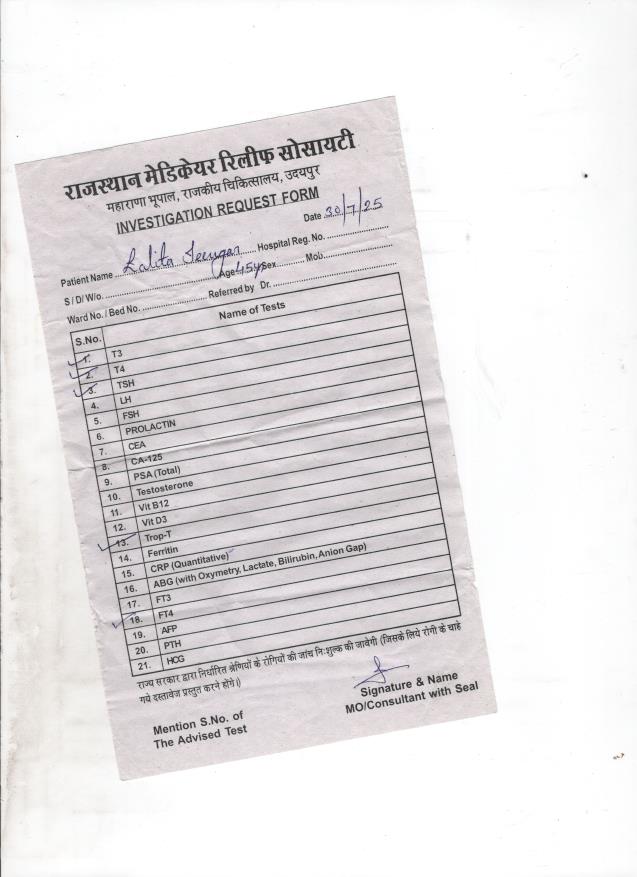 राजस्थान मेडिकेयर रिलीफ सोसायटी
महाराणा भूपाल, राजकीय चिकित्सालय, उदयपुर
INVESTIGATION REQUEST FORM
Date 30/7/25
Patient Name Lalita Hospital Reg. No.
S / D/ W/o. Age 45y Sex Mob.
Ward No. / Bed No. Referred by Dr.
S.No. Name of Tests
1. T3
2. T4
3. TSH
4. LH
5. FSH
6. PROLACTIN
7. CEA
8. CA-125
9. PSA (Total)
10. Testosterone
11. Vit B12
12. Vit D3
13. Trop-T
14. Ferritin
15. CRP (Quantitative)
16. ABG (with Oxymetry, Lactate, Bilirubin, Anion Gap)
17. FT3
18. FT4
19. AFP
20. PTH
21. HCG
राज्य सरकार द्वारा निर्धारित श्रेणियों के रोगियों की जांच निःशुल्क की जावेगी (जिसके लिये रोगी के चाहे
गये दस्तावेज प्रस्तुत करने होंगे।)
Signature & Name
MO/Consultant with Seal
Mention S.No. of
The Advised Test